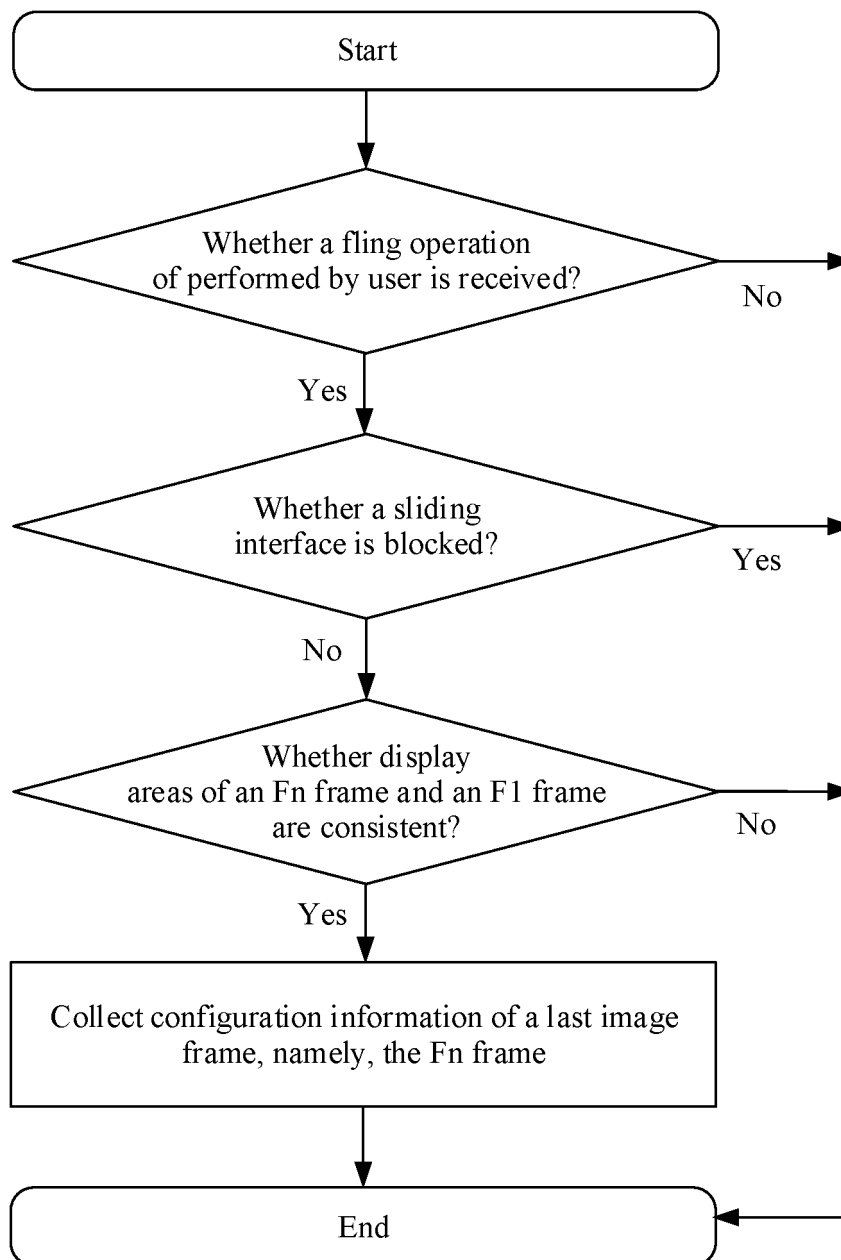 Start
Whether a fling operation
of performed by user is received?
No
Yes
Whether a sliding
interface is blocked?
Yes
No
Whether display
areas of an Fn frame and an F1 frame
are consistent?
No
Yes
Collect configuration information of a last image
frame, namely, the Fn frame
End